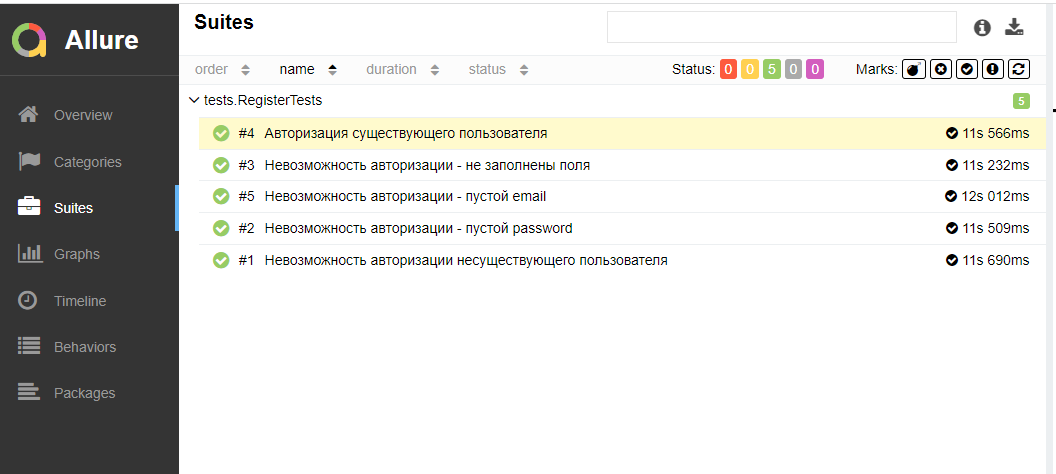 Allure
Overview
Categories
Suites
Graphs
Timeline
Behaviors
Packages
Suites
order name duration status Status: 0 0 5 0 0 Marks:
tests.RegisterTests 5
#4 Авторизация существующего пользователя 11s 566ms
#3 Невозможность авторизации - не заполнены поля 11s 232ms
#5 Невозможность авторизации - пустой email 12s 012ms
#2 Невозможность авторизации - пустой password 11s 509ms
#1 Невозможность авторизации несуществующего пользователя 11s 690ms